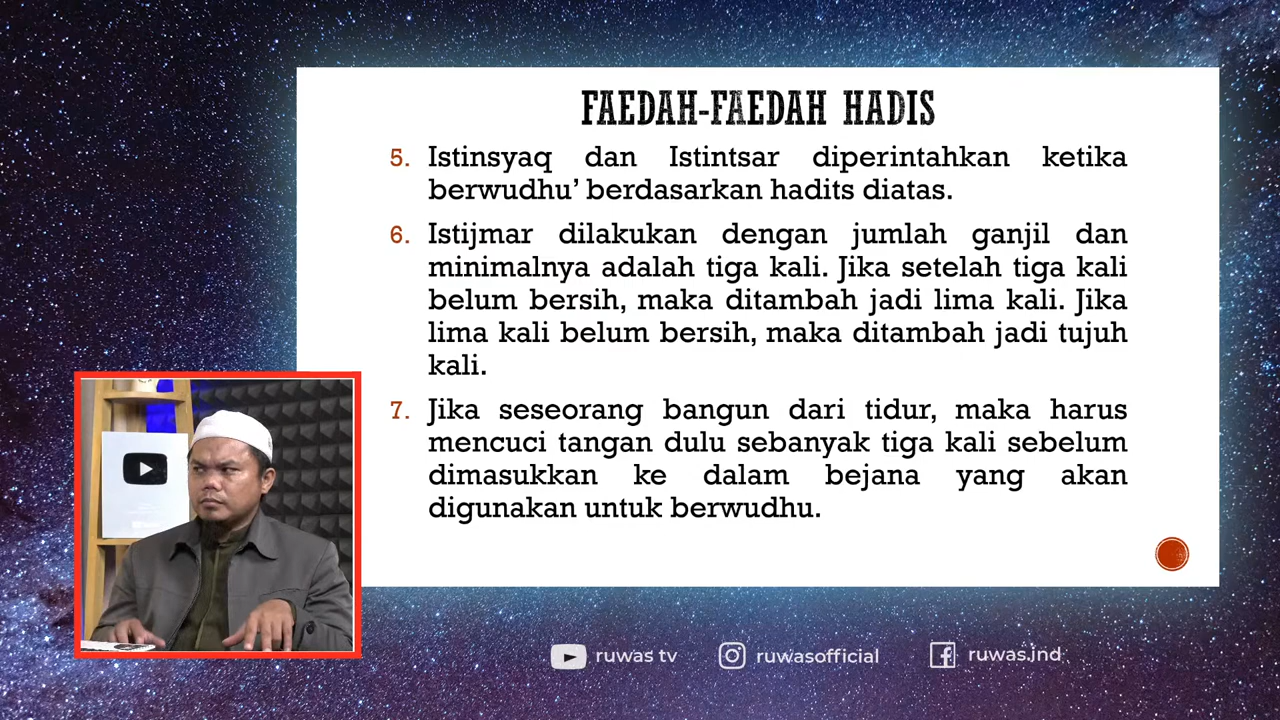 FAEDAH-FAEDAH HADIS
5. Istinsyaq dan Istintsar diperintahkan ketika
berwudhu’ berdasarkan hadits diatas.
6. Istijmar dilakukan dengan jumlah ganjil dan
minimalnya adalah tiga kali. Jika setelah tiga kali
belum bersih, maka ditambah jadi lima kali. Jika
lima kali belum bersih, maka ditambah jadi tujuh
kali.
7. Jika seseorang bangun dari tidur, maka harus
mencuci tangan dulu sebanyak tiga kali sebelum
dimasukkan ke dalam bejana yang akan
digunakan untuk berwudhu.
ruwas tv
ruwasofficial
ruwas.jnd